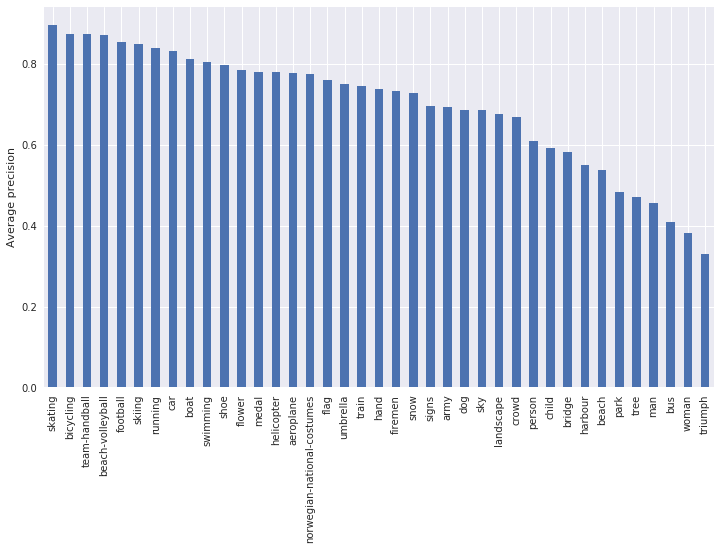 Average precision
0.8
0.6
0.4
0.2
0.0
skating
bicycling
team-handball
beach-volleyball
football
skiing
running
car
boat
swimming
shoe
flower
medal
helicopter
aeroplane
norwegian-national-costumes
flag
umbrella
train
hand
firemen
snow
signs
army
dog
sky
landscape
crowd
person
child
bridge
harbour
beach
park
tree
man
bus
woman
triumph